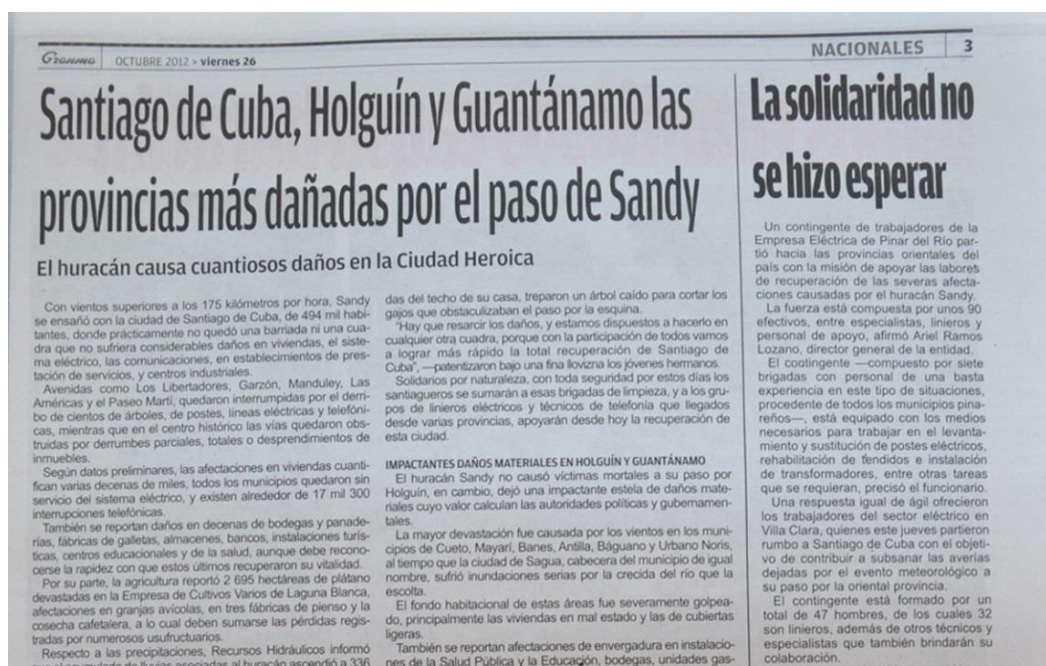 Granma OCTUBRE 2012 > viernes 26
NACIONALES 3
Santiago de Cuba, Holguín y Guantánamo las
provincias más dañadas por el paso de Sandy
El huracán causa cuantiosos daños en la Ciudad Heroica
Con vientos superiores a los 175 kilómetros por hora, Sandy
se ensañó con la ciudad de Santiago de Cuba, de 494 mil habi-
tantes, donde prácticamente no quedó una barriada ni una cua-
dra que no sufriera considerables daños en viviendas, el siste-
ma eléctrico, las comunicaciones, en establecimientos de pres-
tación de servicios, y centros industriales.
Avenidas como Los Libertadores, Garzón, Manduley, Las
Américas y el Paseo Martí, quedaron interrumpidas por el derri-
bo de cientos de árboles, de postes, líneas eléctricas y telefóni-
cas, mientras que en el centro histórico las vías quedaron obs-
truidas por derrumbes parciales, totales o desprendimientos de
inmuebles.
Según datos preliminares, las afectaciones en viviendas cuanti-
fican varias decenas de miles, todos los municipios quedaron sin
servicio del sistema eléctrico, y existen alrededor de 17 mil 300
interrupciones telefónicas.
También se reportan daños en decenas de bodegas y panade-
rías, fábricas de galletas, almacenes, bancos, instalaciones turís-
ticas, centros educacionales y de la salud, aunque debe recono-
cerse la rapidez con que estos últimos recuperaron su vitalidad.
Por su parte, la agricultura reportó 2 695 hectáreas de plátano
devastadas en la Empresa de Cultivos Varios de Laguna Blanca,
afectaciones en granjas avícolas, en tres fábricas de pienso y la
cosecha cafetalera, a lo cual deben sumarse las pérdidas regis-
tradas por numerosos usufructuarios.
Respecto a las precipitaciones, Recursos Hidráulicos informó
que el acumulado de lluvias asociadas al huracán ascendió a 336
das del techo de su casa, treparon un árbol caído para cortar los
gajos que obstaculizaban el paso por la esquina.
"Hay que resarcir los daños, y estamos dispuestos a hacerlo en
cualquier otra cuadra, porque con la participación de todos vamos
a lograr más rápido la total recuperación de Santiago de
Cuba", —patentizaron bajo una fina llovizna los jóvenes hermanos.
Solidarios por naturaleza, con toda seguridad por estos días los
santiagueros se sumarán a esas brigadas de limpieza, y a los gru-
pos de linieros eléctricos y técnicos de telefonía que llegados
desde varias provincias, apoyarán desde hoy la recuperación de
esta ciudad.
IMPACTANTES DAÑOS MATERIALES EN HOLGUÍN Y GUANTÁNAMO
El huracán Sandy no causó víctimas mortales a su paso por
Holguín, en cambio, dejó una impactante estela de daños mate-
riales cuyo valor calculan las autoridades políticas y gubernamen-
tales.
La mayor devastación fue causada por los vientos en los muni-
cipios de Cueto, Mayarí, Banes, Antilla, Báguano y Urbano Noris,
al tiempo que la ciudad de Sagua, cabecera del municipio de igual
nombre, sufrió inundaciones serias por la crecida del río que la
escolta.
El fondo habitacional de estas áreas fue severamente golpea-
do, principalmente las viviendas en mal estado y las de cubiertas
ligeras.
También se reportan afectaciones de envergadura en instalacio-
nes de la Salud Pública y la Educación, bodegas, unidades gas-
La solidaridad no
se hizo esperar
Un contingente de trabajadores de la
Empresa Eléctrica de Pinar del Río par-
tió hacia las provincias orientales del
país con la misión de apoyar las labores
de recuperación de las severas afecta-
ciones causadas por el huracán Sandy.
La fuerza está compuesta por unos 90
efectivos, entre especialistas, linieros y
personal de apoyo, afirmó Ariel Ramos
Lozano, director general de la entidad.
El contingente —compuesto por siete
brigadas con personal de una basta
experiencia en este tipo de situaciones,
procedente de todos los municipios pina-
reños—, está equipado con los medios
necesarios para trabajar en el levanta-
miento y sustitución de postes eléctricos,
rehabilitación de tendidos e instalación
de transformadores, entre otras tareas
que se requieran, precisó el funcionario.
Una respuesta igual de ágil ofrecieron
los trabajadores del sector eléctrico en
Villa Clara, quienes este jueves partieron
rumbo a Santiago de Cuba con el objeti-
vo de contribuir a subsanar las averías
dejadas por el evento meteorológico a
su paso por la oriental provincia.
El contingente está formado por un
total de 47 hombres, de los cuales 32
son linieros, además de otros técnicos y
especialistas que también brindarán su
colaboración.